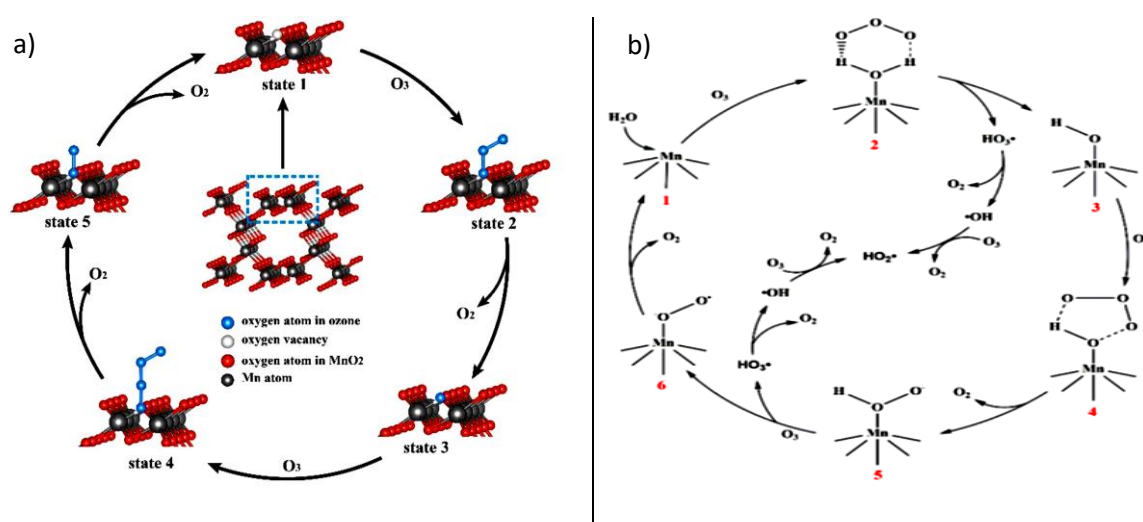 a)
state 1
O₂
O₃
state 5
state 2
O₂
O₂
oxygen atom in ozone
oxygen vacancy
oxygen atom in MnO₂
Mn atom
state 4
O₃
state 3
b)
O O O
H H
O
Mn
2
O₃
H₂O
Mn
1
HO₃•
O₂
•OH
O₃
O₂
HO₂•
H
O
Mn
3
O
O O
H O
O
Mn
4
O₂
H O⁻
O
Mn
5
O₃
HO₃•
O₂
•OH
O₃
O₂
O•
O
Mn
6
O₂